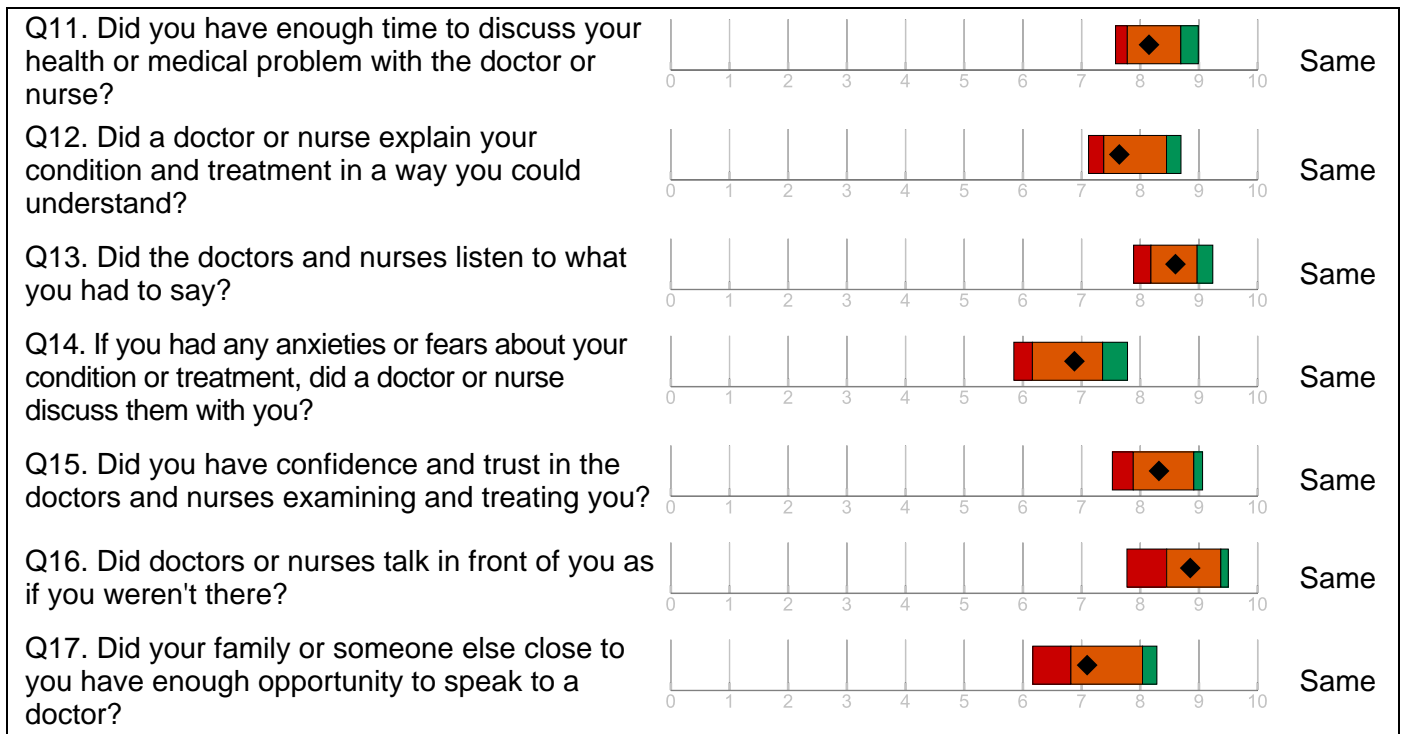 Q11. Did you have enough time to discuss your
health or medical problem with the doctor or
nurse?
0 1 2 3 4 5 6 7 8 9 10
Same
Q12. Did a doctor or nurse explain your
condition and treatment in a way you could
understand?
0 1 2 3 4 5 6 7 8 9 10
Same
Q13. Did the doctors and nurses listen to what
you had to say?
0 1 2 3 4 5 6 7 8 9 10
Same
Q14. If you had any anxieties or fears about your
condition or treatment, did a doctor or nurse
discuss them with you?
0 1 2 3 4 5 6 7 8 9 10
Same
Q15. Did you have confidence and trust in the
doctors and nurses examining and treating you?
0 1 2 3 4 5 6 7 8 9 10
Same
Q16. Did doctors or nurses talk in front of you as
if you weren't there?
0 1 2 3 4 5 6 7 8 9 10
Same
Q17. Did your family or someone else close to
you have enough opportunity to speak to a
doctor?
0 1 2 3 4 5 6 7 8 9 10
Same